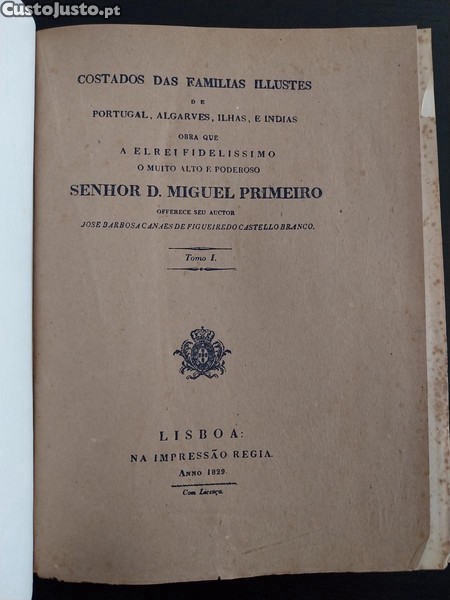 CustoJusto.pt
COSTADOS DAS FAMILIAS ILLUSTES
DE
PORTUGAL, ALGARVES, ILHAS, E INDIAS
OBRA QUE
A ELREI FIDELISSIMO
O MUITO ALTO E PODEROSO
SENHOR D. MIGUEL PRIMEIRO
OFFERECE SEU AUCTOR
JOSE BARBOSA CANAES DE FIGUEIREDO CASTELLO BRANCO.
Tomo I.
LISBOA:
NA IMPRESSÃO REGIA.
ANNO 1829.
Com Licença.